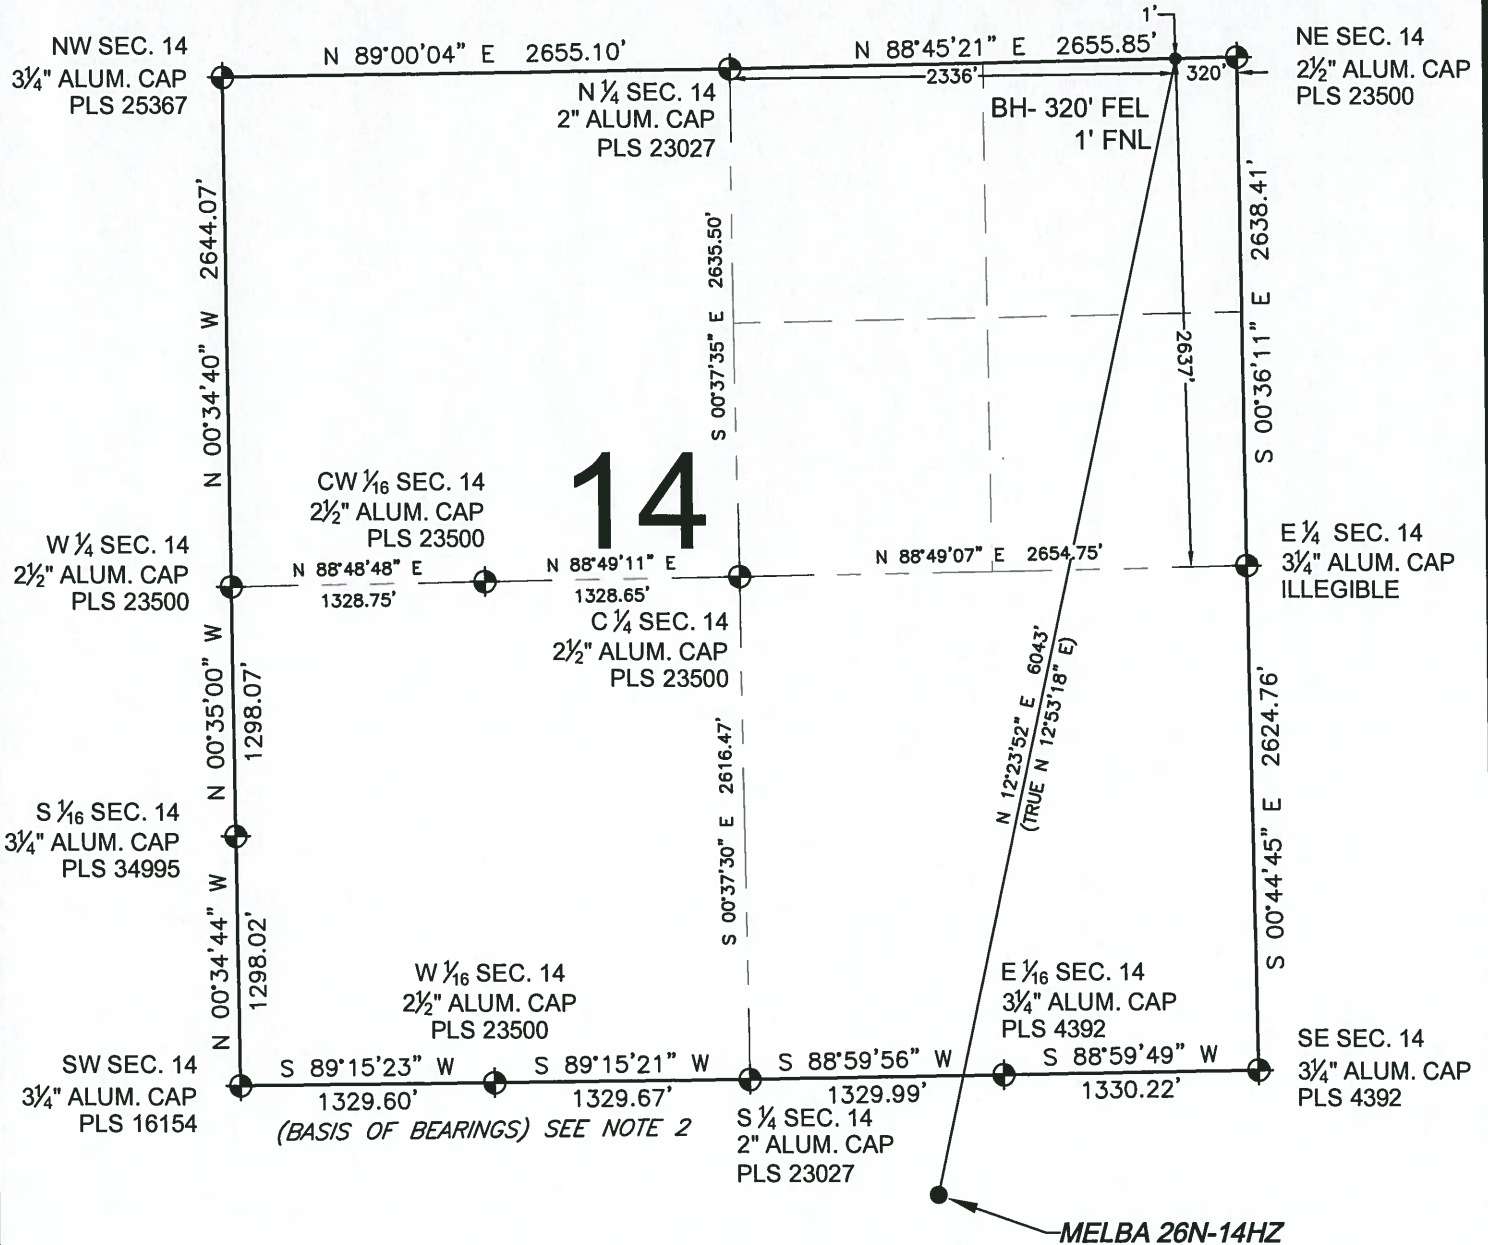 NW SEC. 14
3¼" ALUM. CAP
PLS 25367
N 89°00'04" E 2655.10'
N ¼ SEC. 14
2" ALUM. CAP
PLS 23027
N 88°45'21" E 2655.85'
1'
2336'
320'
BH- 320' FEL
1' FNL
NE SEC. 14
2½" ALUM. CAP
PLS 23500
N 00°34'40" W 2644.07'
S 00°37'35" E 2635.50'
2637'
S 00°36'11" E 2638.41'
14
CW 1⁄16 SEC. 14
2½" ALUM. CAP
PLS 23500
W ¼ SEC. 14
2½" ALUM. CAP
PLS 23500
N 88°48'48" E
1328.75'
N 88°49'11" E
1328.65'
N 88°49'07" E 2654.75'
C ¼ SEC. 14
2½" ALUM. CAP
PLS 23500
E ¼ SEC. 14
3¼" ALUM. CAP
ILLEGIBLE
N 00°35'00" W
1298.07'
S 00°37'30" E 2616.47'
N 12°23'52" E 6043'
(TRUE N 12°53'18" E)
S 00°44'45" E 2624.76'
S 1⁄16 SEC. 14
3¼" ALUM. CAP
PLS 34995
N 00°34'44" W
1298.02'
W 1⁄16 SEC. 14
2½" ALUM. CAP
PLS 23500
E 1⁄16 SEC. 14
3¼" ALUM. CAP
PLS 4392
SW SEC. 14
3¼" ALUM. CAP
PLS 16154
S 89°15'23" W
1329.60'
S 89°15'21" W
1329.67'
(BASIS OF BEARINGS) SEE NOTE 2
S 88°59'56" W
1329.99'
S 88°59'49" W
1330.22'
SE SEC. 14
3¼" ALUM. CAP
PLS 4392
S ¼ SEC. 14
2" ALUM. CAP
PLS 23027
MELBA 26N-14HZ